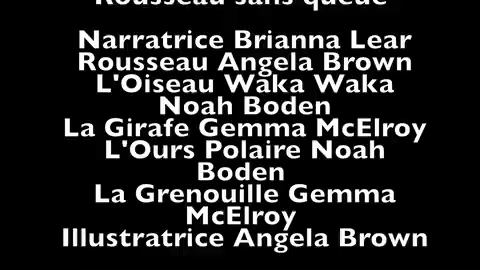 Rousseau sans queue
Narratrice Brianna Lear
Rousseau Angela Brown
L'Oiseau Waka Waka
Noah Boden
La Girafe Gemma McElroy
L'Ours Polaire Noah
Boden
La Grenouille Gemma
McElroy
Illustratrice Angela Brown